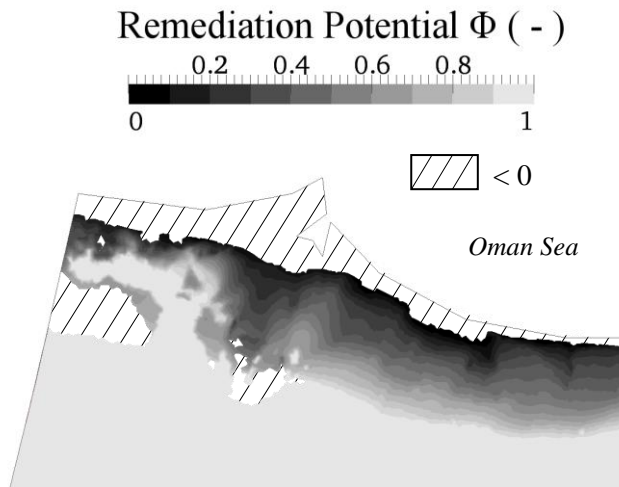 Remediation Potential Φ ( - )
0.2 0.4 0.6 0.8
0 1
< 0
Oman Sea